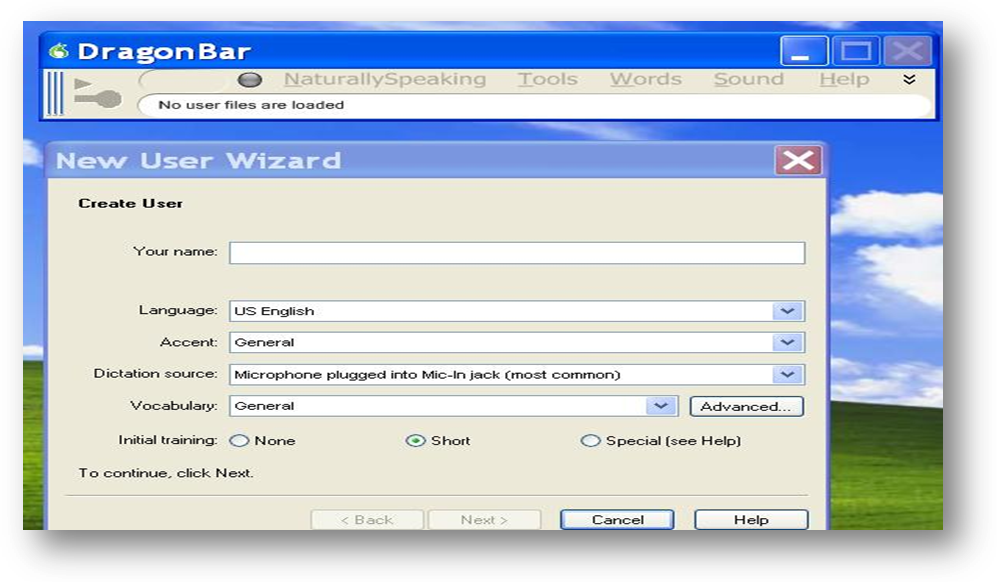 DragonBar
NaturallySpeaking Tools Words Sound Help
No user files are loaded
New User Wizard
Create User
Your name:
Language: US English
Accent: General
Dictation source: Microphone plugged into Mic-In jack (most common)
Vocabulary: General Advanced...
Initial training: None Short Special (see Help)
To continue, click Next.
< Back Next > Cancel Help